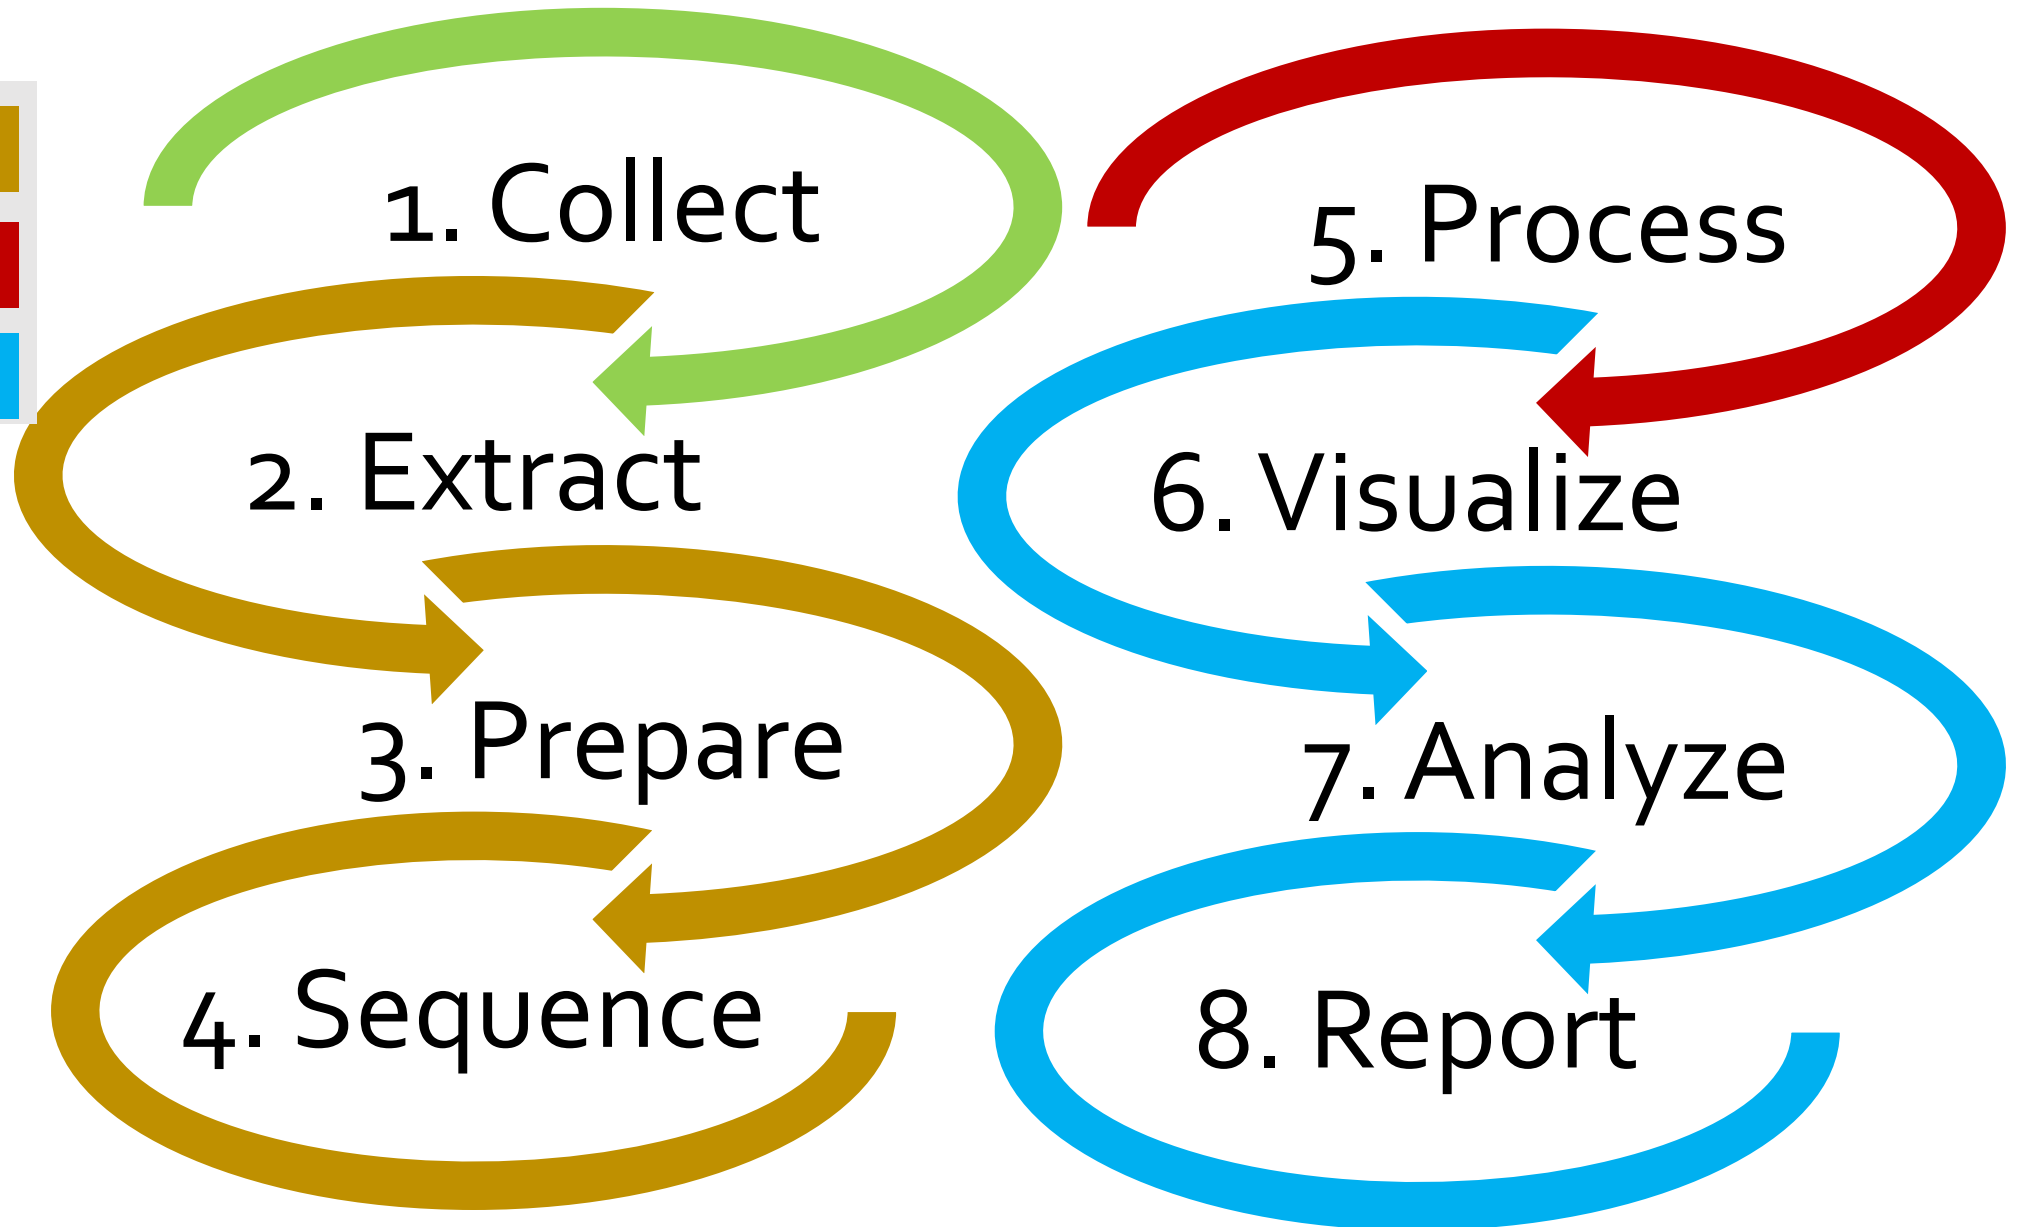 1. Collect
2. Extract
3. Prepare
4. Sequence
5. Process
6. Visualize
7. Analyze
8. Report